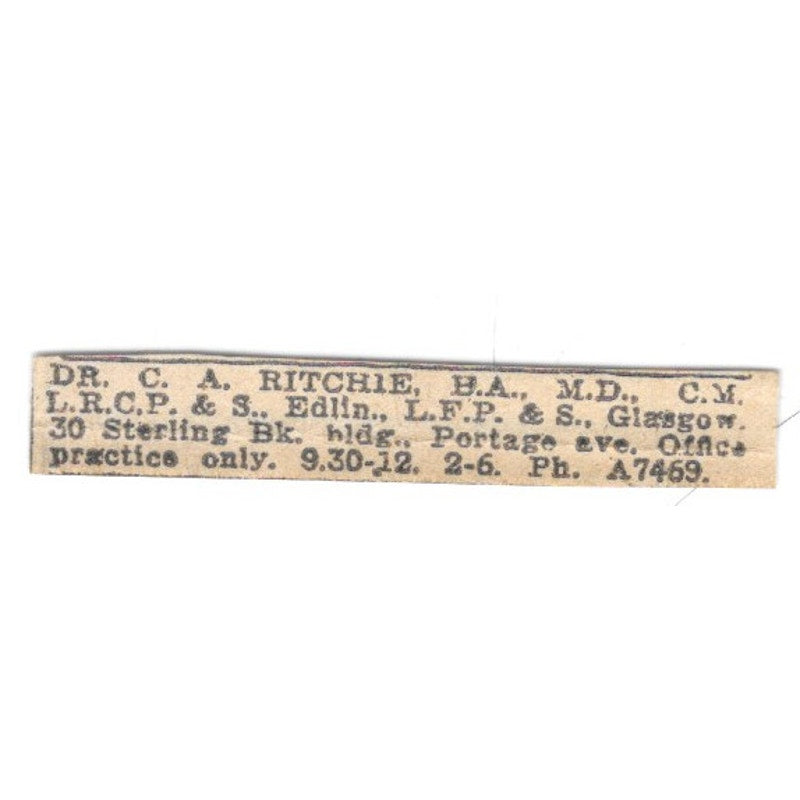 DR. C. A. RITCHIE, B.A., M.D., C.M.
L.R.C.P. & S., Edin., L.F.P. & S., Glasgow.
30 Sterling Bk. bldg., Portage ave. Office
practice only. 9.30-12. 2-6. Ph. A7469.